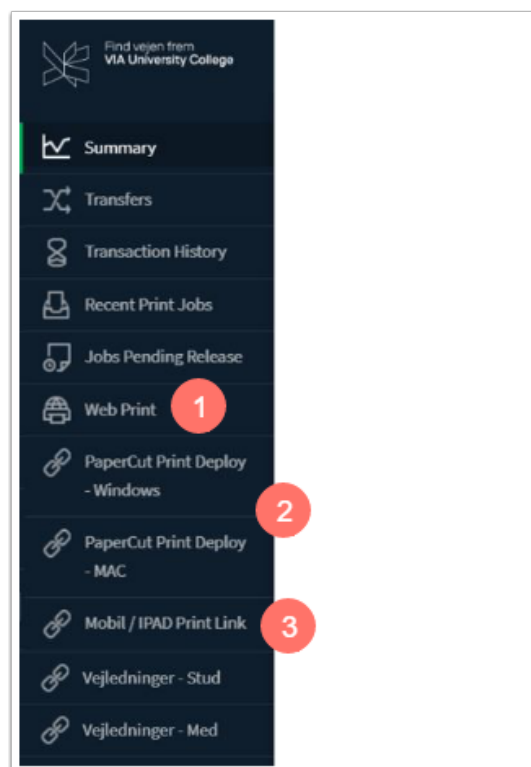 Find vejen frem
VIA University College
Summary
Transfers
Transaction History
Recent Print Jobs
Jobs Pending Release
Web Print 1
PaperCut Print Deploy
- Windows
2
PaperCut Print Deploy
- MAC
Mobil / IPAD Print Link 3
Vejledninger - Stud
Vejledninger - Med